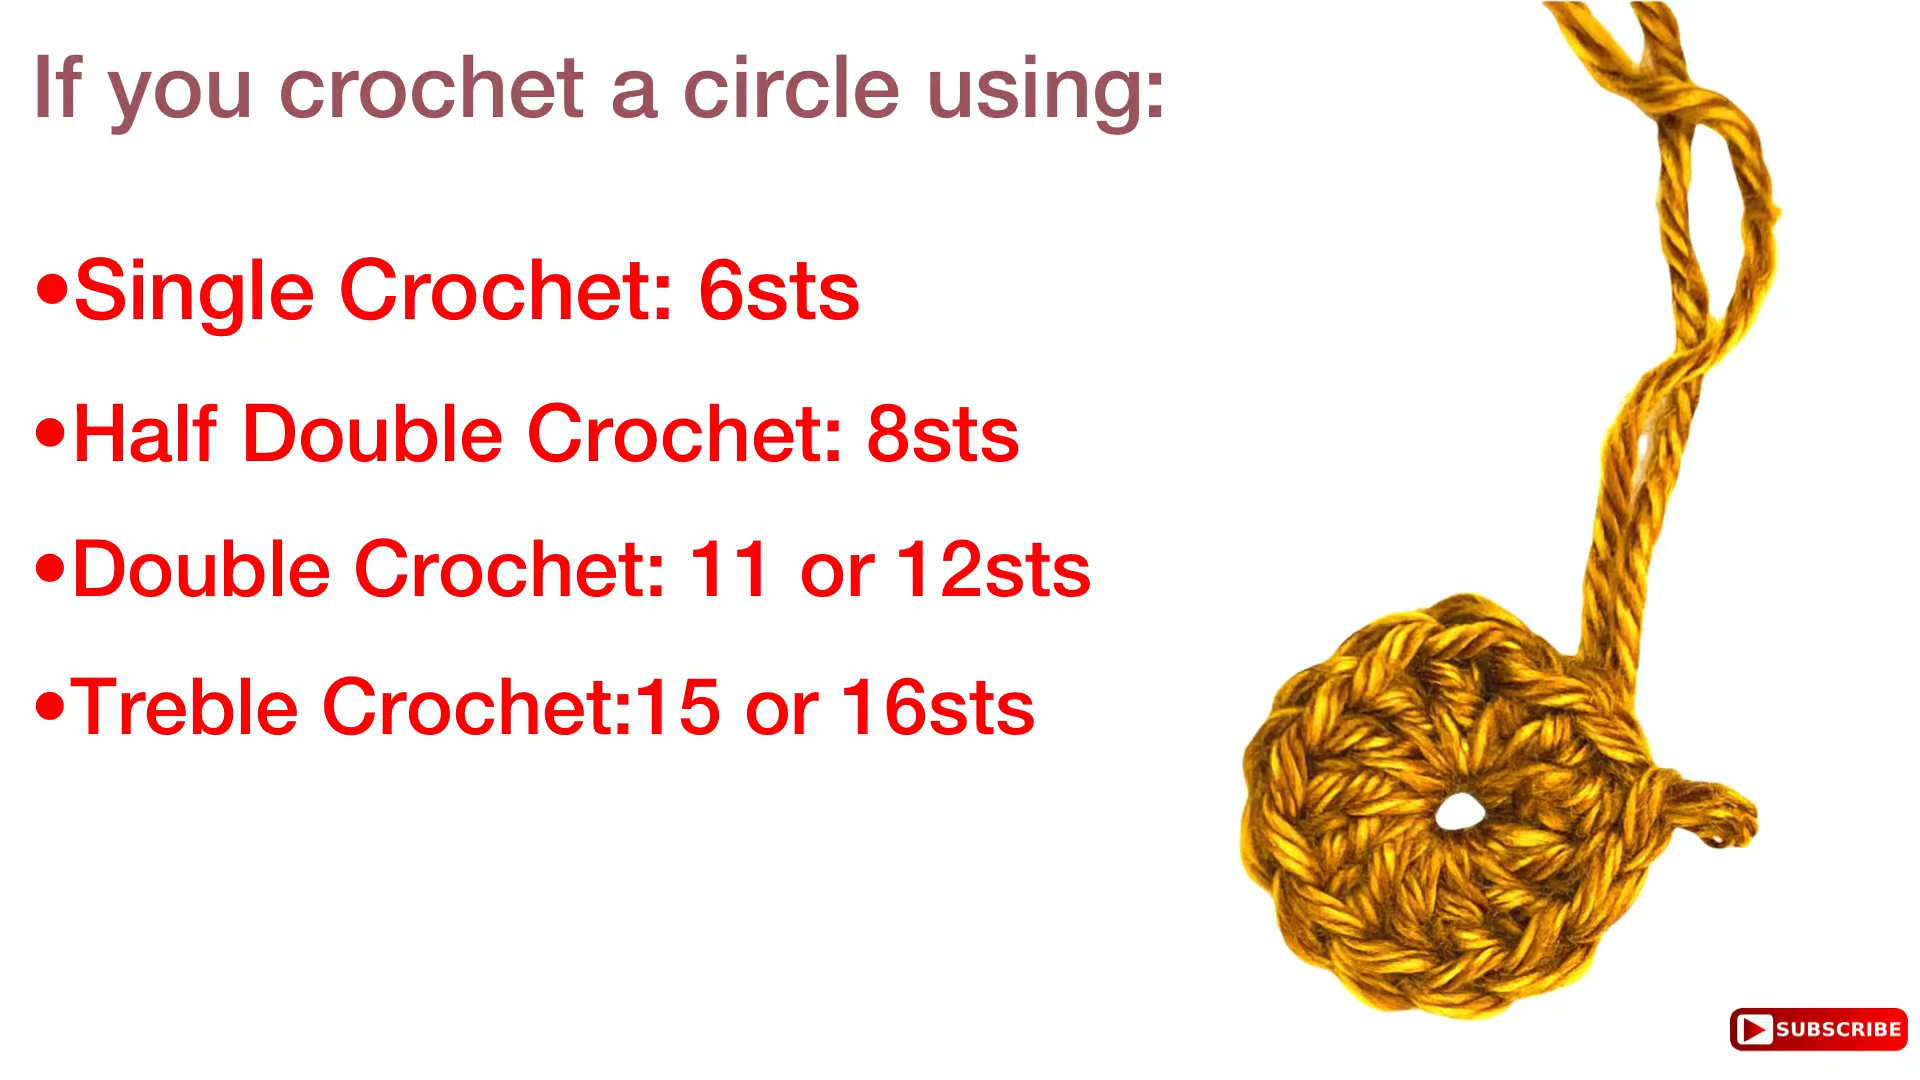 If you crochet a circle using:
•Single Crochet: 6sts
•Half Double Crochet: 8sts
•Double Crochet: 11 or 12sts
•Treble Crochet:15 or 16sts
SUBSCRIBE